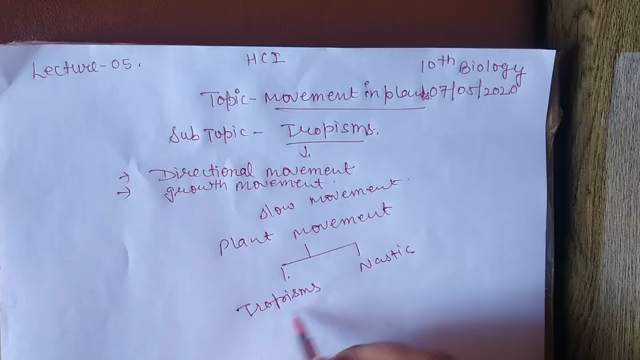 Lecture-05. HCI 10th Biology
Topic- movement in plants 07/05/2020
Sub Topic - Tropisms.
→ Directional movement
→ growth movement.
slow movement.
Plant movement
Tropisms Nastic